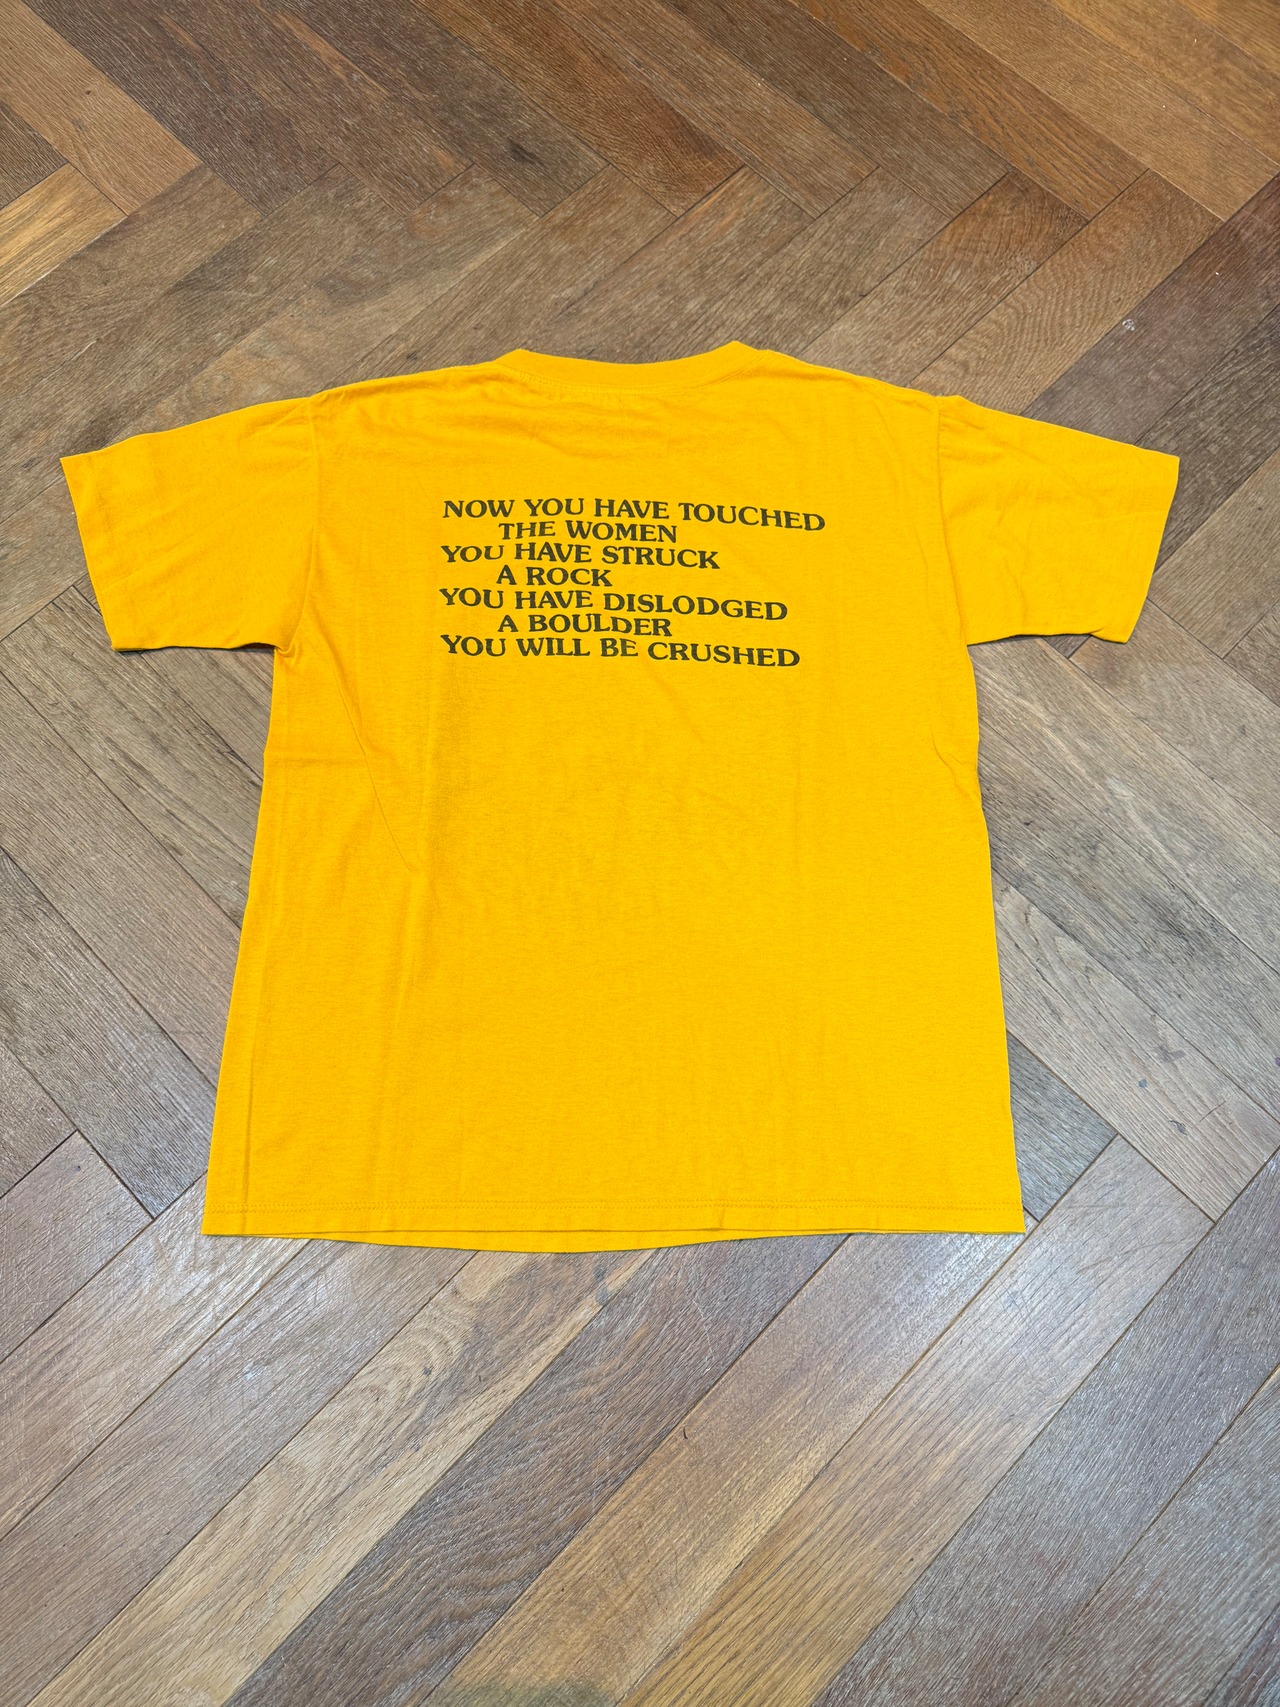 NOW YOU HAVE TOUCHED
THE WOMEN
YOU HAVE STRUCK
A ROCK
YOU HAVE DISLODGED
A BOULDER
YOU WILL BE CRUSHED